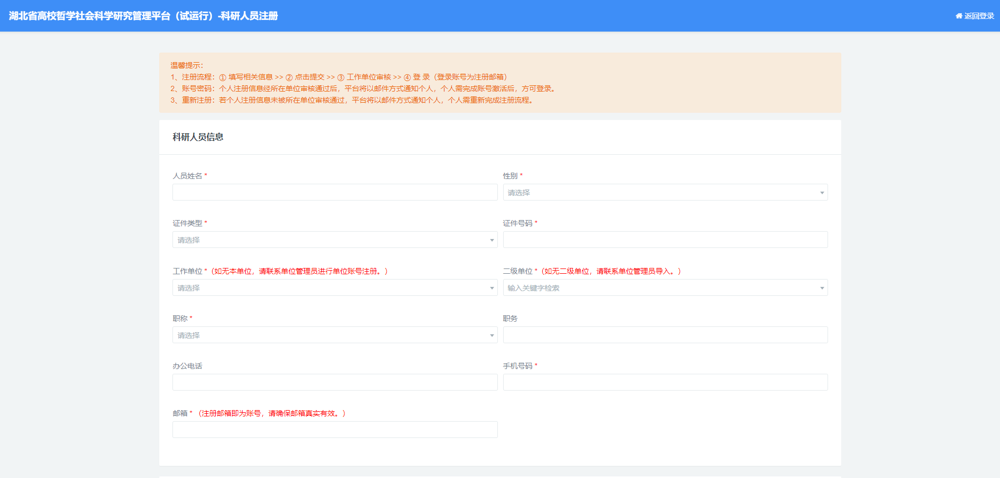 湖北省高校哲学社会科学研究管理平台（试运行）-科研人员注册
返回登录
温馨提示：
1、注册流程：① 填写相关信息 >> ② 点击提交 >> ③ 工作单位审核 >> ④ 登 录（登录账号为注册邮箱）
2、账号密码：个人注册信息经所在单位审核通过后，平台将以邮件方式通知个人，个人需完成账号激活后，方可登录。
3、重新注册：若个人注册信息未被所在单位审核通过，平台将以邮件方式通知个人，个人需重新完成注册流程。
科研人员信息
人员姓名 *
性别 *
请选择
证件类型 *
证件号码 *
请选择
工作单位 *（如无本单位，请联系单位管理员进行单位账号注册。）
二级单位 *（如无二级单位，请联系单位管理员导入。）
请选择
输入关键字检索
职称 *
职务
请选择
办公电话
手机号码 *
邮箱 * （注册邮箱即为账号，请确保邮箱真实有效。）